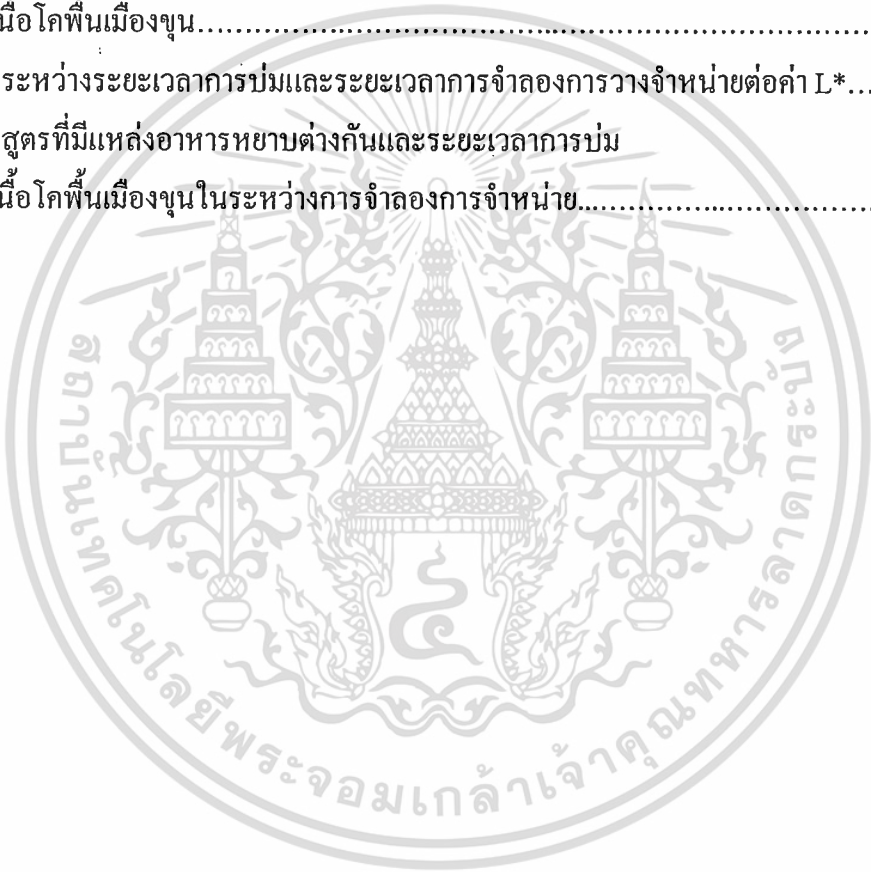 นื้อโคพื้นเมืองขุน
ระหว่างระยะเวลาการบ่มและระยะเวลาการจำลองการวางจำหน่ายต่อค่า L*...
สูตรที่มีแหล่งอาหารหยาบต่างกันและระยะเวลาการบ่ม
นื้อโคพื้นเมืองขุนในระหว่างการจำลองการจำหน่าย
สถาบันเทคโนโลยีพระจอมเกล้าเจ้าคุณทหารลาดกระบัง
๔